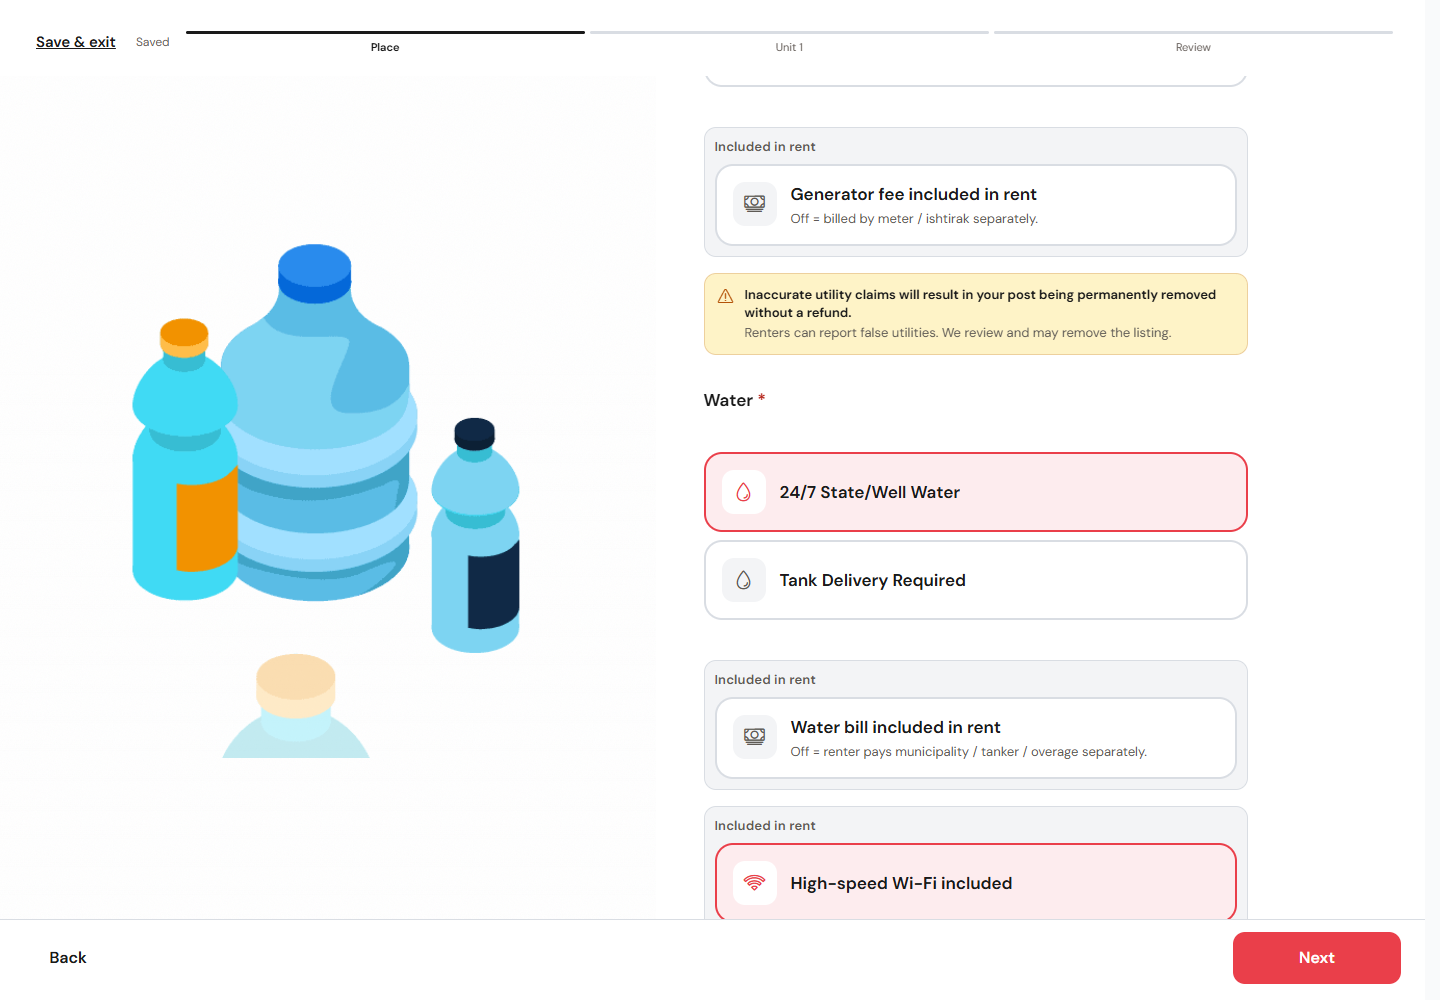 Save & exit
Saved
Place
Unit 1
Review
Included in rent
Generator fee included in rent
Off = billed by meter / ishtirak separately.
Inaccurate utility claims will result in your post being permanently removed
without a refund.
Renters can report false utilities. We review and may remove the listing.
Water *
24/7 State/Well Water
Tank Delivery Required
Included in rent
Water bill included in rent
Off = renter pays municipality / tanker / overage separately.
Included in rent
High-speed Wi-Fi included
Back
Next